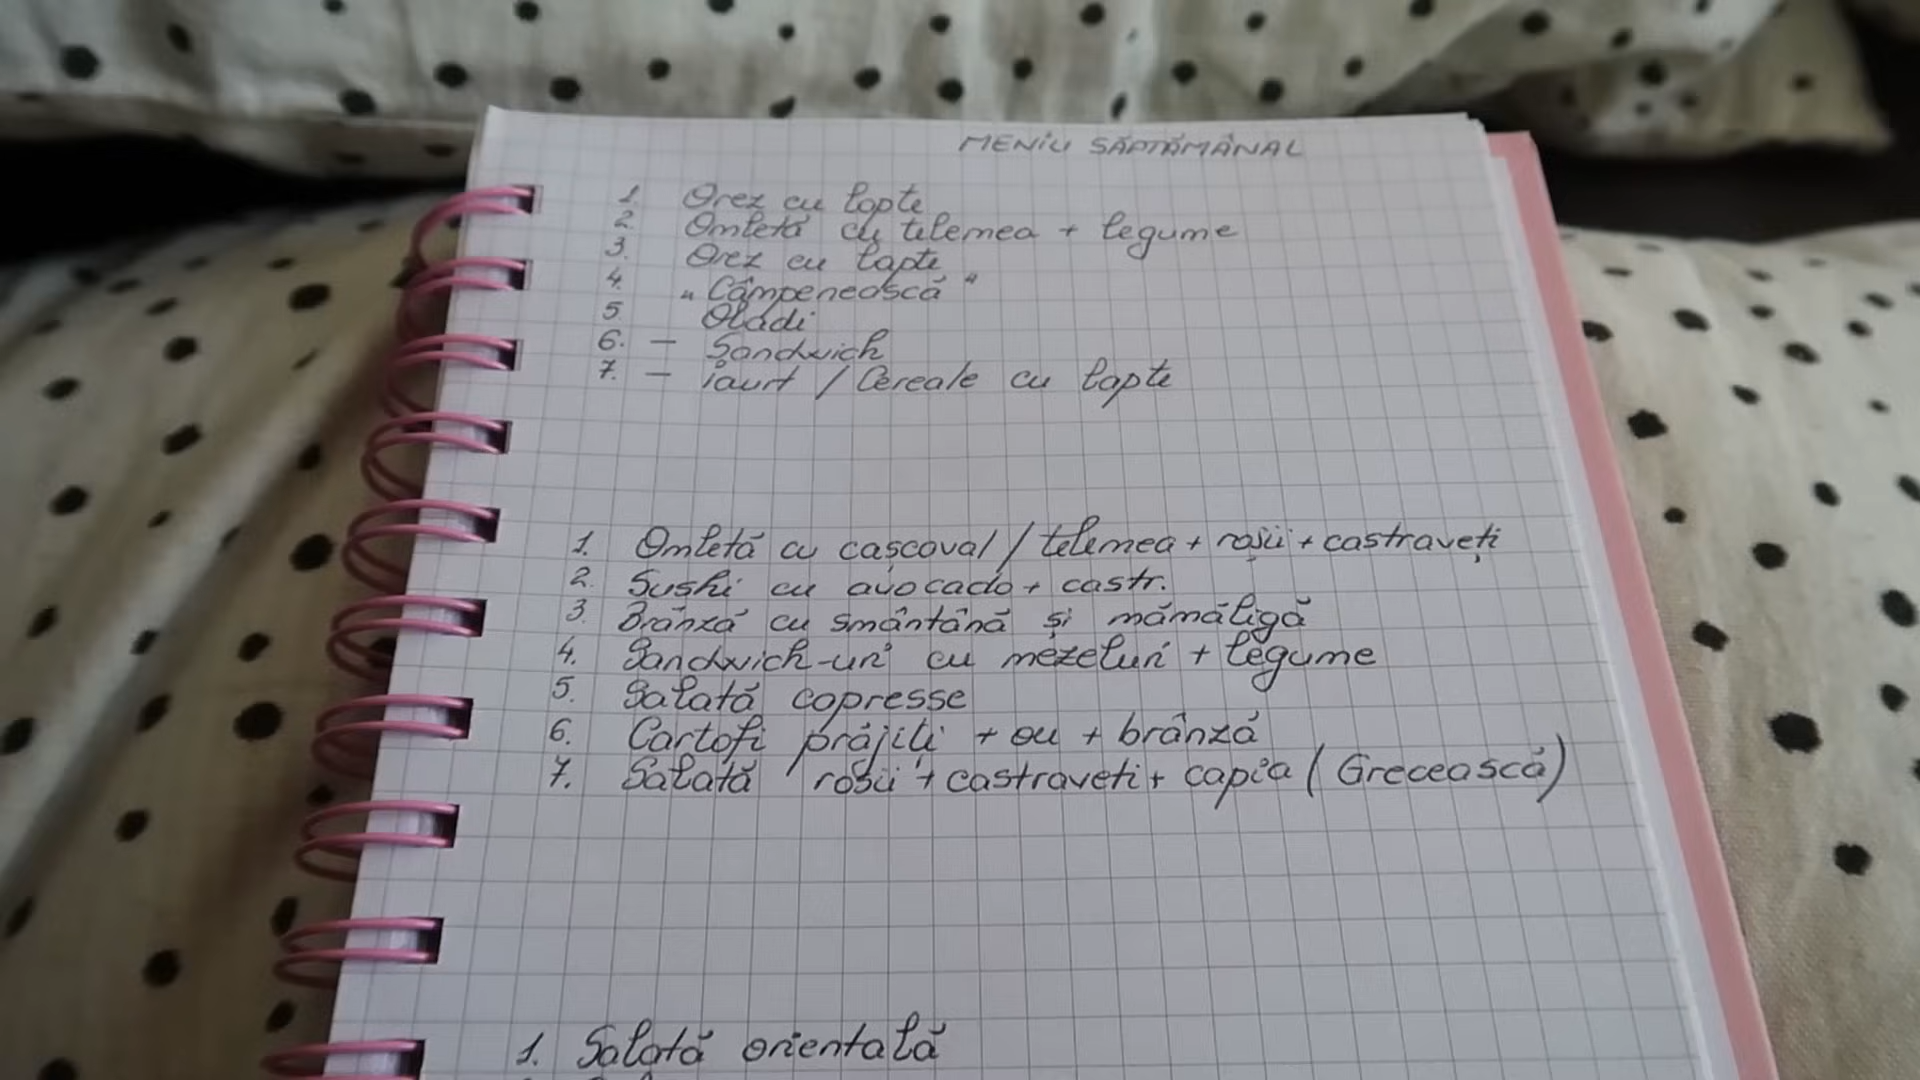 MENIU SĂPTĂMÂNAL
1. Orez cu lapte
2. Omletă cu telemea + legume
3. Orez cu lapte
4. „Câmpenească"
5 Oladi
6. – Sandwich
7. – iaurt / Cereale cu lapte
1. Omletă cu cașcaval / telemea + roșii + castraveți
2. Sushi cu avocado + castr.
3. Brânză cu smântână și mămăligă
4. Sandwich-uri cu mezeluri + legume
5. Salată copresse
6. Cartofi prăjiți + ou + brânză
7. Salată roșii + castraveti + capia (Grecească)
1. Salată orientală